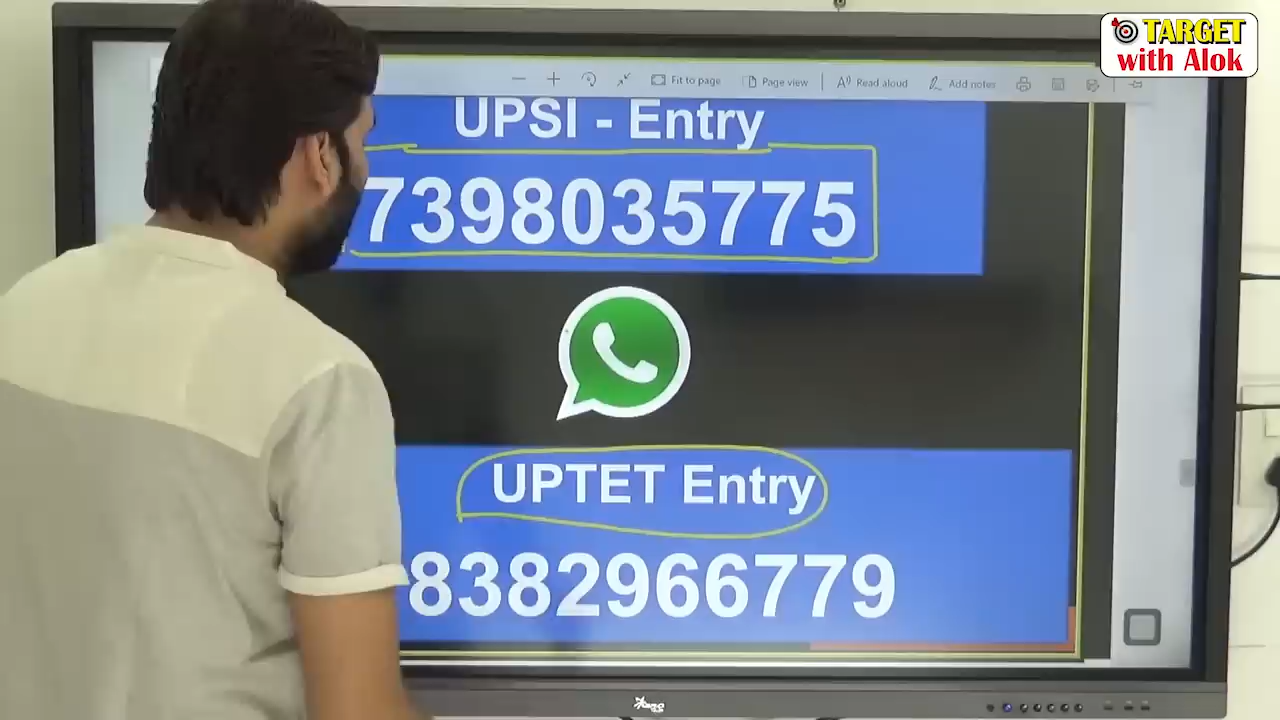 TARGET
with Alok
Fit to page
Page view
Read aloud
Add notes
UPSI - Entry
7398035775
UPTET Entry
8382966779